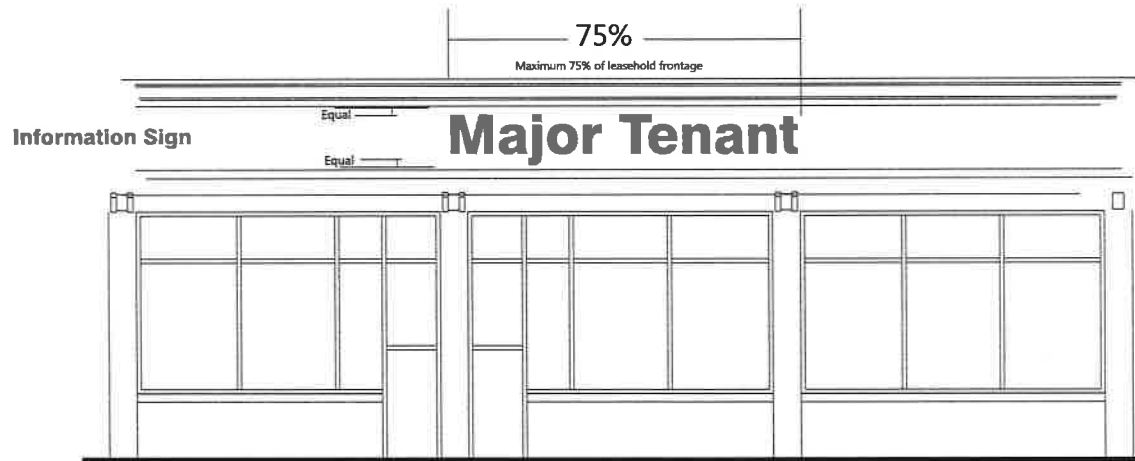 75%
Maximum 75% of leasehold frontage
Equal
Information Sign
Major Tenant
Equal